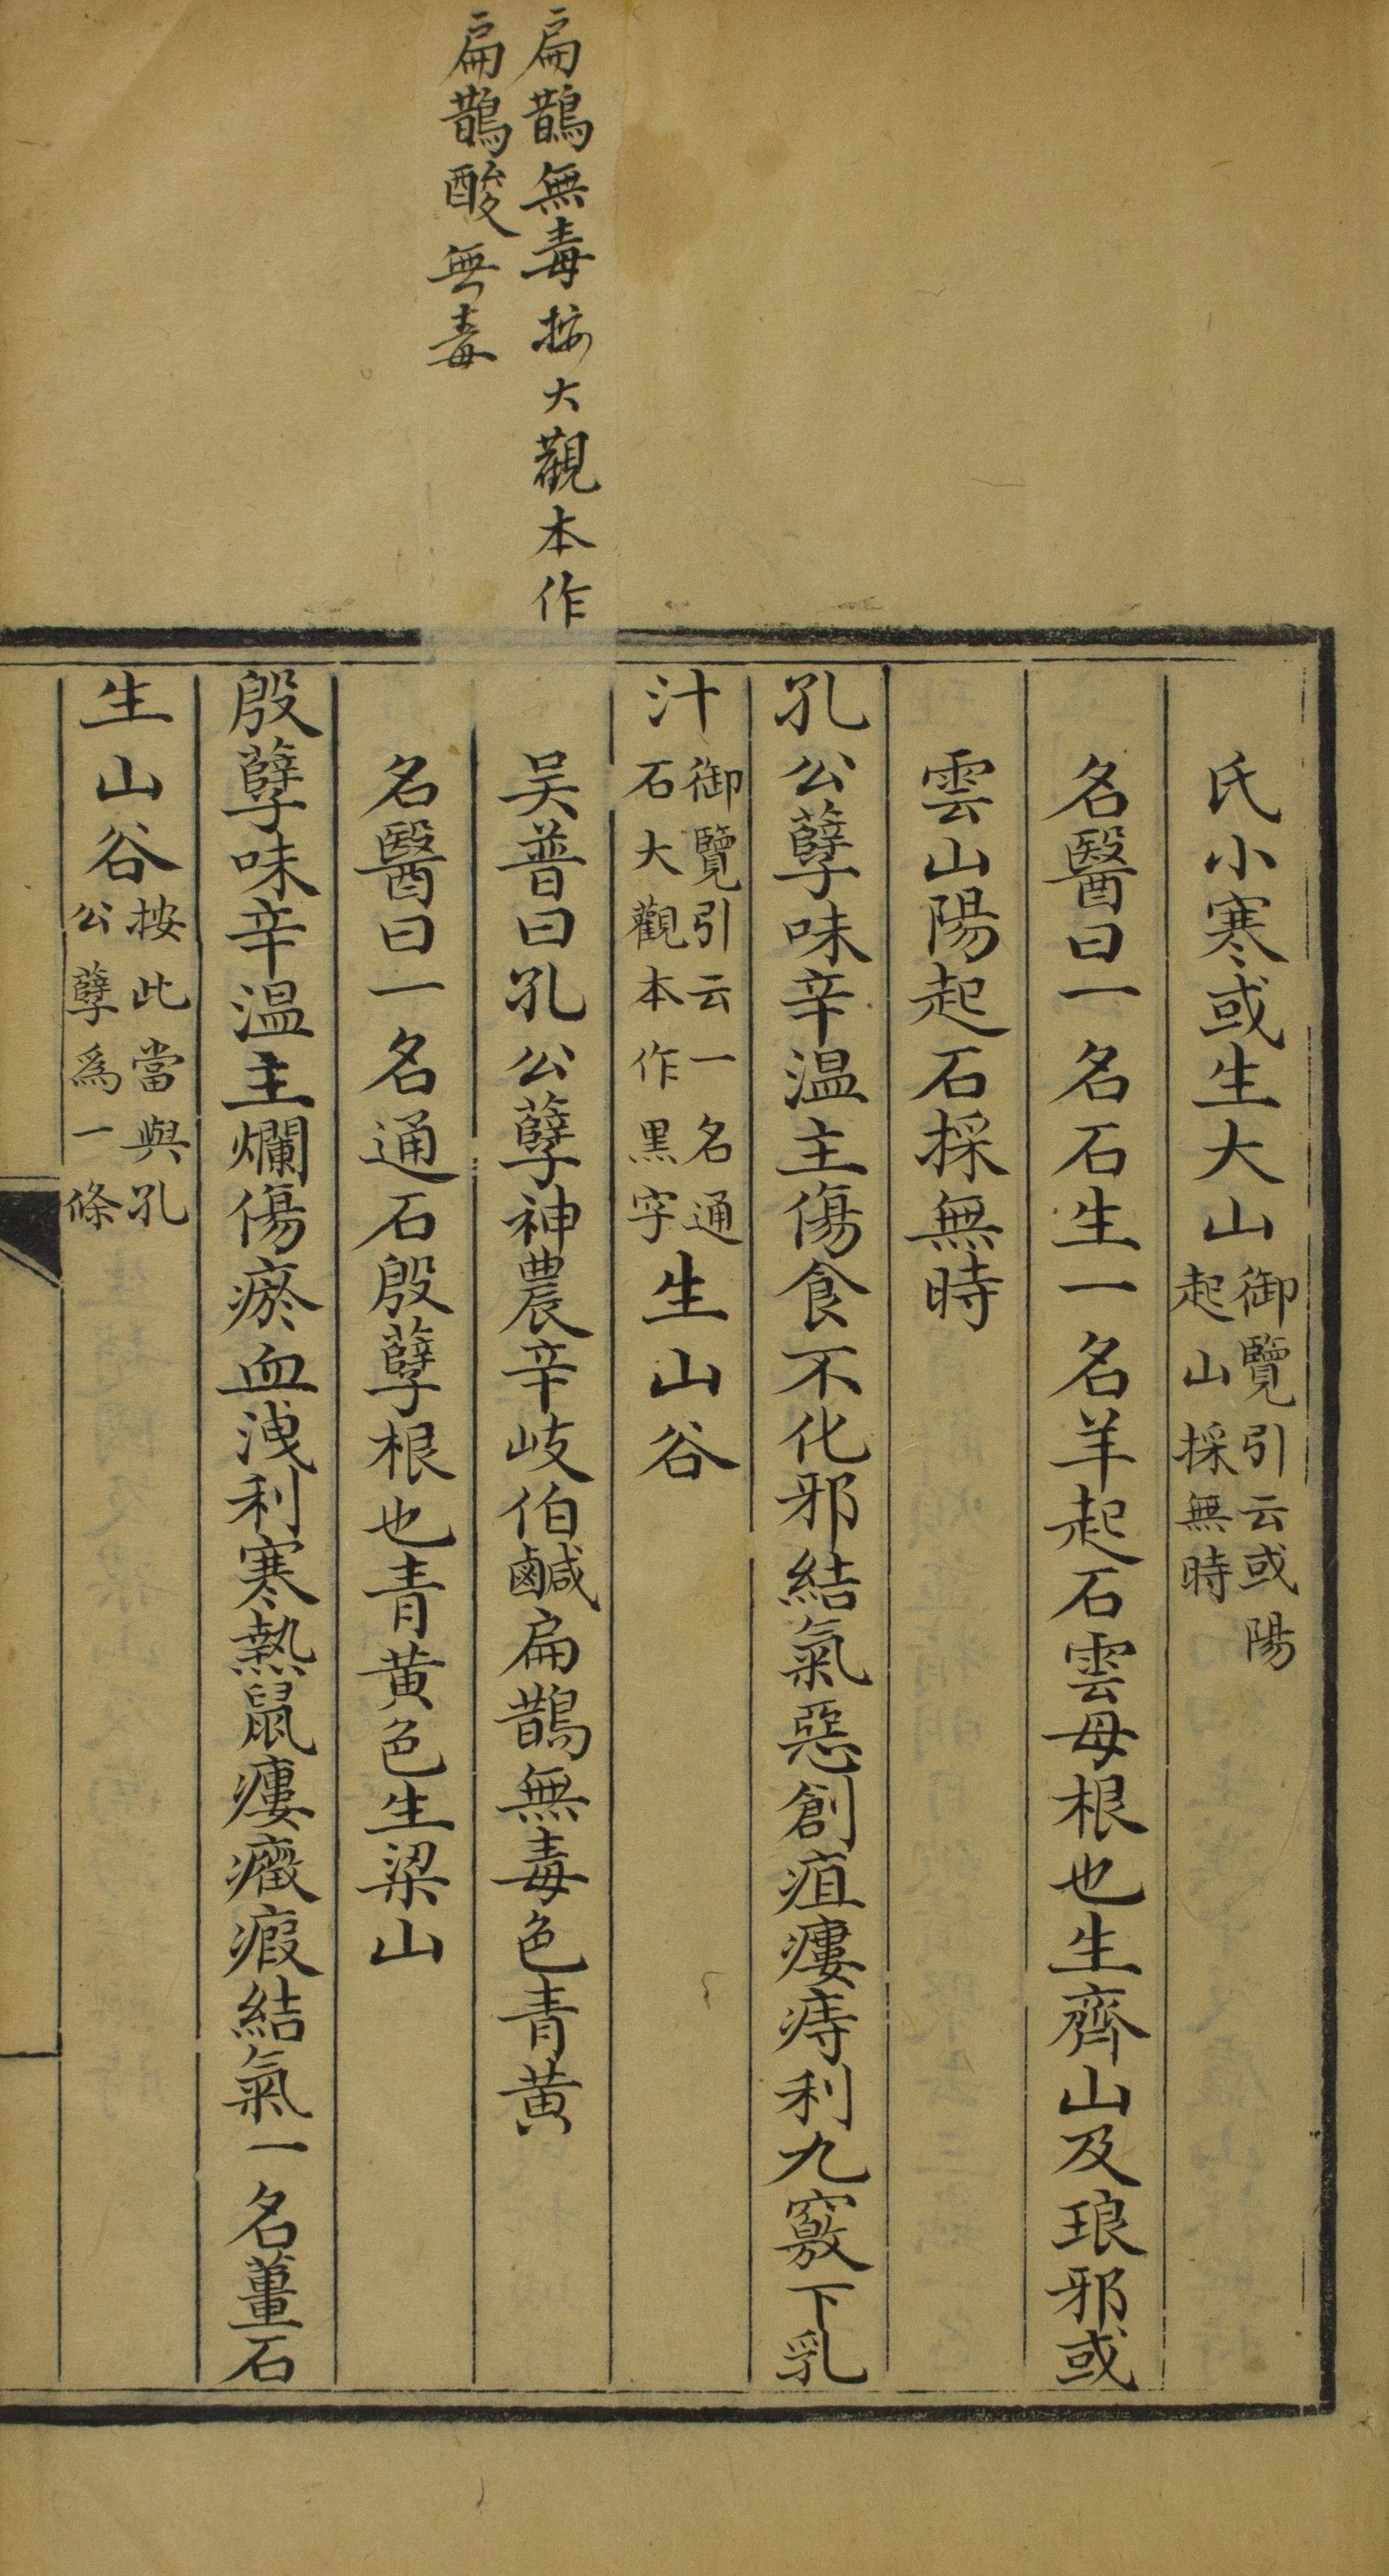 扁鵲無毒按大觀本作
扁鵲酸無毒
氏小寒或生大山御覽引云或陽起山採無時
名醫曰一名石生一名羊起石雲母根也生齊山及琅邪或
雲山陽起石採無時
孔公孽味辛溫主傷食不化邪結氣惡創疽瘻痔利九竅下乳
汁御覽引云一名通石大觀本作黑字生山谷
吴普曰孔公孽神農辛岐伯鹹扁鵲無毒色青黄
名醫曰一名通石殷孽根也青黄色生梁山
殷孽味辛溫主爛傷瘀血洩利寒熱鼠瘻癥瘕結氣一名薑石
生山谷按此當與孔公孽爲一條